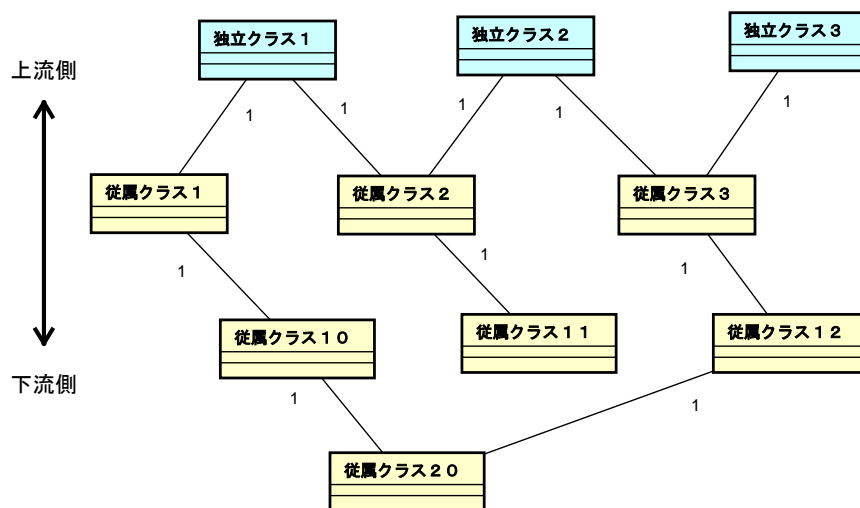 独立クラス１
独立クラス２
独立クラス３
上流側
1
1
1
1
1
従属クラス１
従属クラス２
従属クラス３
1
1
1
従属クラス１０
従属クラス１１
従属クラス１２
下流側
1
1
従属クラス２０